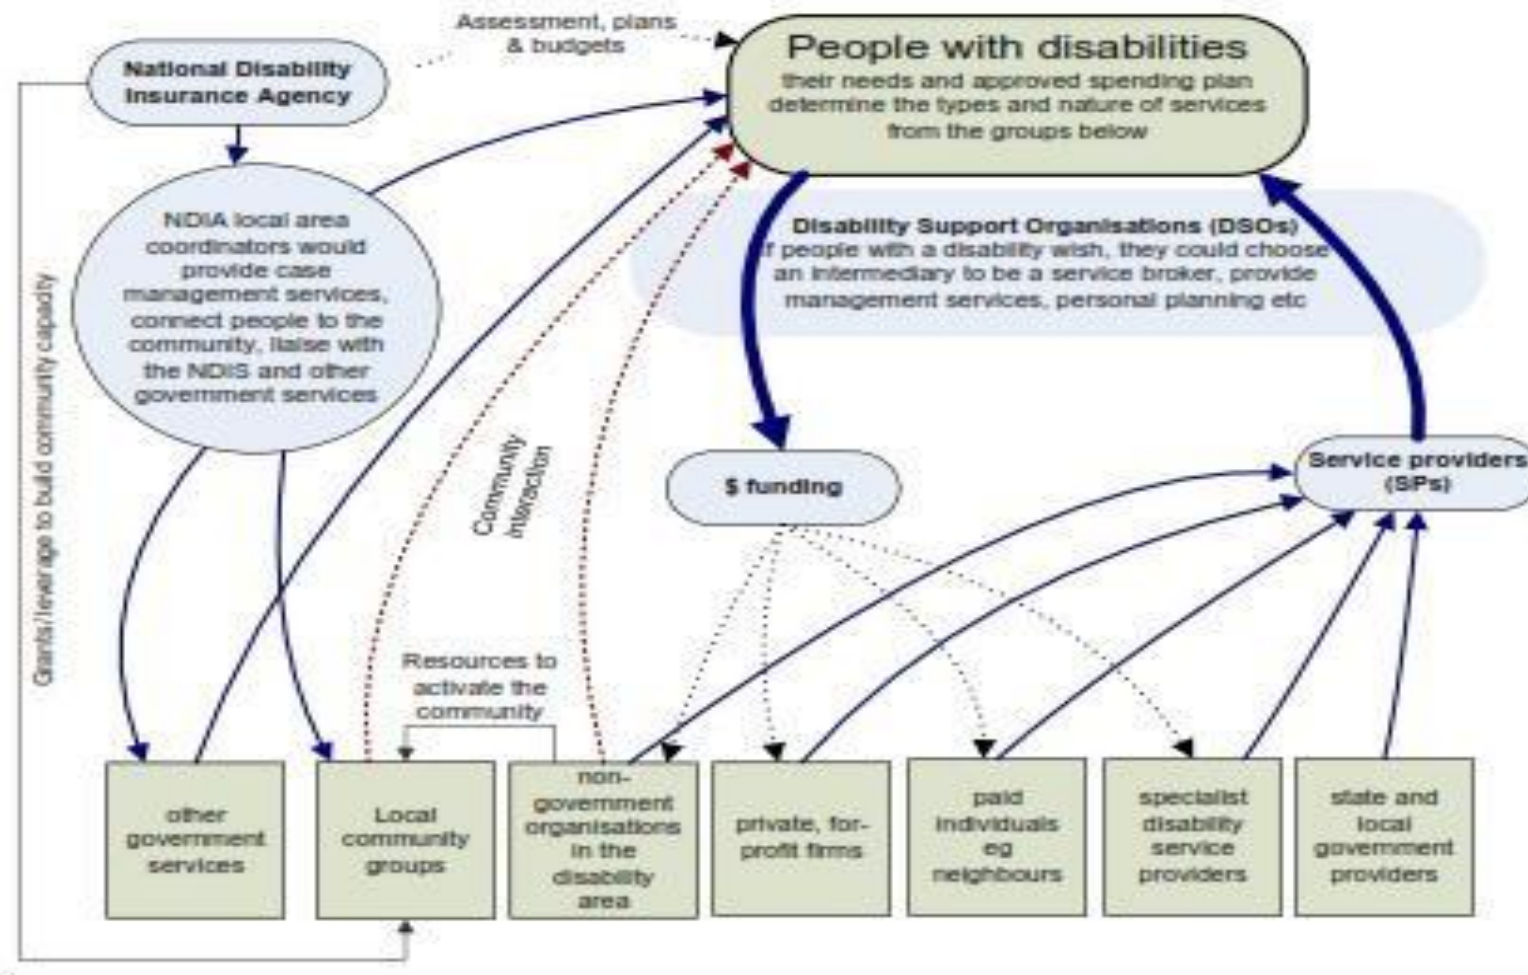 Assessment, plans
& budgets
National Disability
Insurance Agency
People with disabilities
their needs and approved spending plan
determine the types and nature of services
from the groups below
NDIA local area
coordinators would
provide case
management services,
connect people to the
community, liaise with
the NDIS and other
government services
Disability Support Organisations (DSOs)
If people with a disability wish, they could choose
an intermediary to be a service broker, provide
management services, personal planning etc
Grants/leverage to build community capacity
Community
interaction
$ funding
Service providers
(SPs)
Resources to
activate the
community
other
government
services
Local
community
groups
non-
government
organisations
in the
disability
area
private, for-
profit firms
paid
individuals
eg
neighbours
specialist
disability
service
providers
state and
local
government
providers